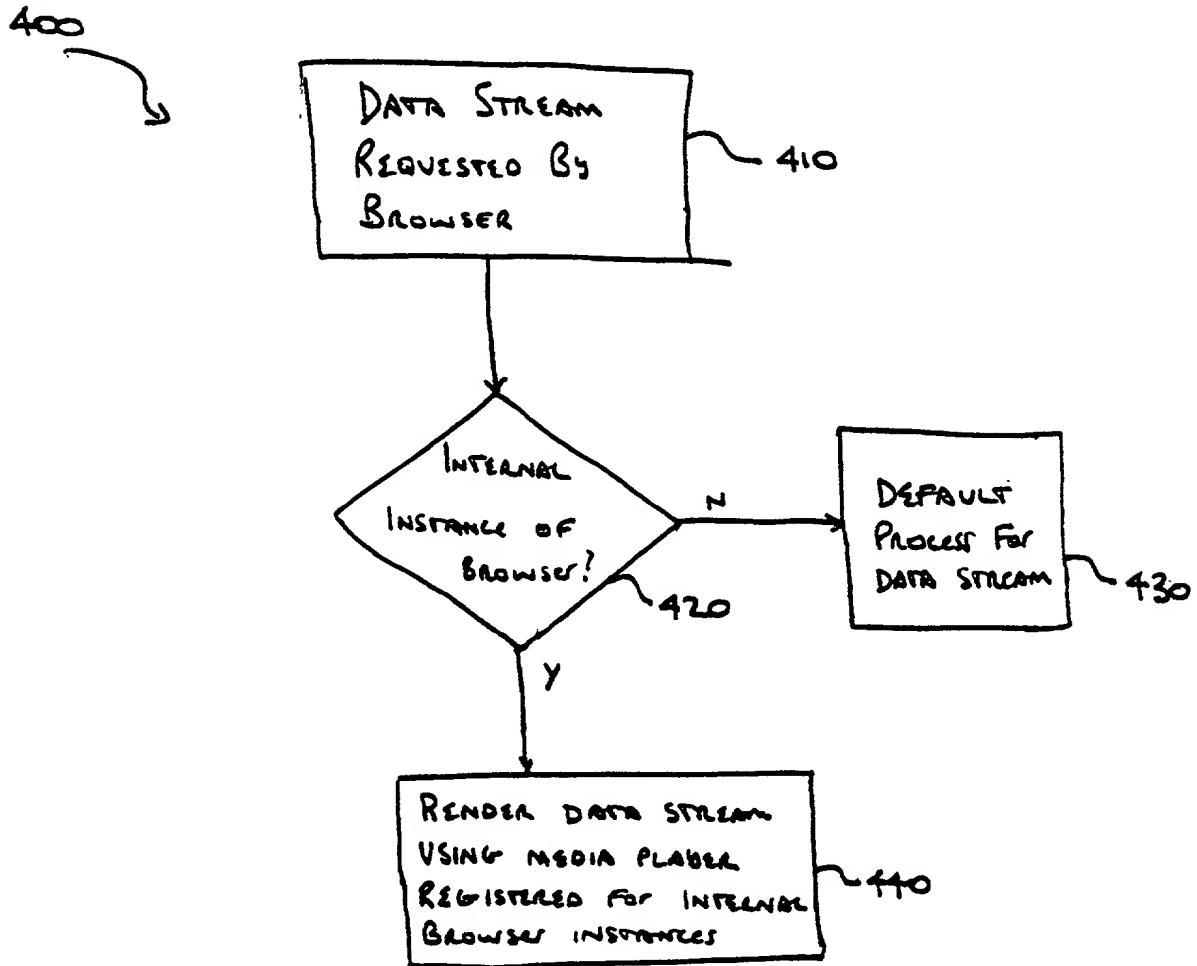 400
DATA STREAM
REQUESTED By
BROWSER
410
INTERNAL
INSTANCE OF
BROWSER?
420
N
DEFAULT
PROCESS FOR
DATA STREAM
430
Y
RENDER DATA STREAM
USING MEDIA PLAYER
REGISTERED FOR INTERNAL
BROWSER INSTANCES
440